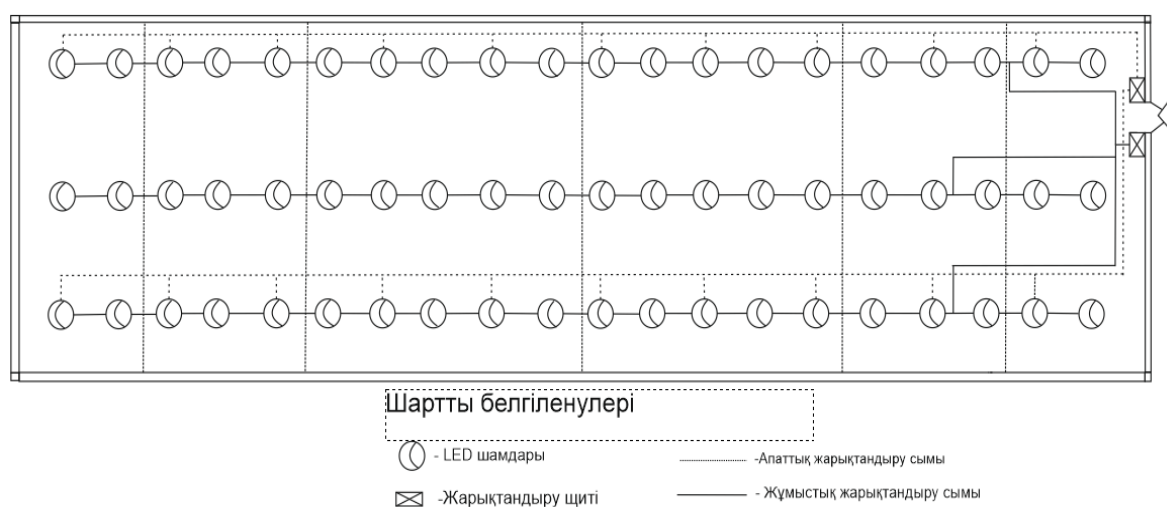 Шартты белгіленулері
- LED шамдары
-Апаттық жарықтандыру сымы
-Жарықтандыру щиті
- Жұмыстық жарықтандыру сымы